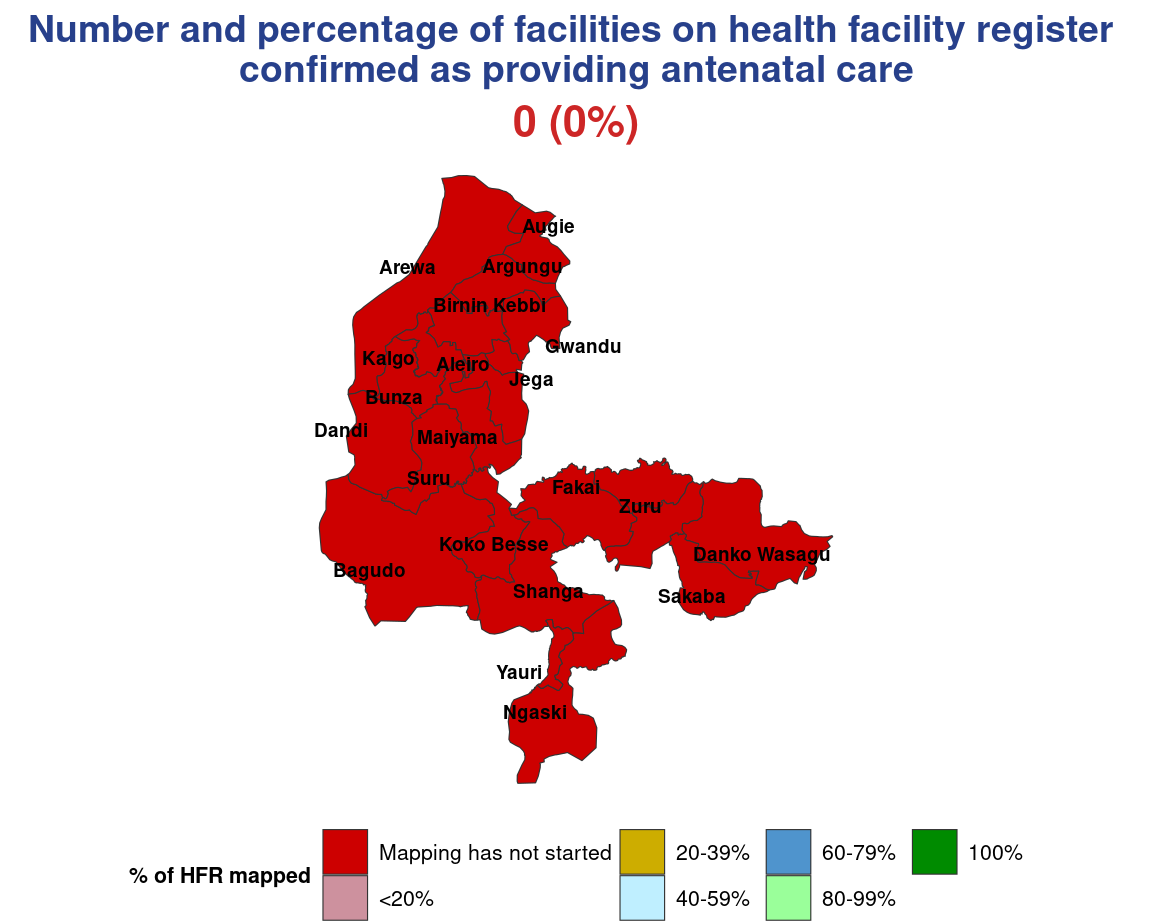 Number and percentage of facilities on health facility register
confirmed as providing antenatal care
0 (0%)
Augie
Arewa
Argungu
Birnin Kebbi
Gwandu
Kalgo
Aleiro
Jega
Bunza
Dandi
Maiyama
Suru
Fakai
Zuru
Koko Besse
Danko Wasagu
Bagudo
Shanga
Sakaba
Yauri
Ngaski
% of HFR mapped
Mapping has not started
<20%
20-39%
40-59%
60-79%
80-99%
100%